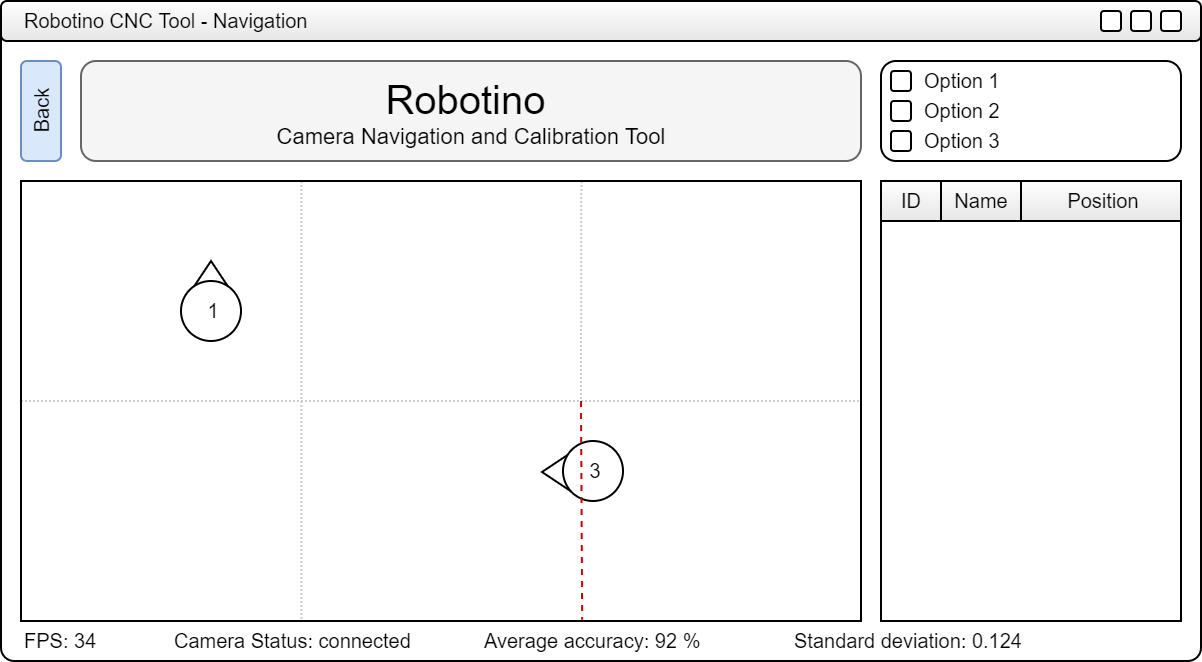 Robotino CNC Tool - Navigation
Back
Robotino
Camera Navigation and Calibration Tool
Option 1
Option 2
Option 3
ID Name Position
1
3
FPS: 34 Camera Status: connected Average accuracy: 92 % Standard deviation: 0.124